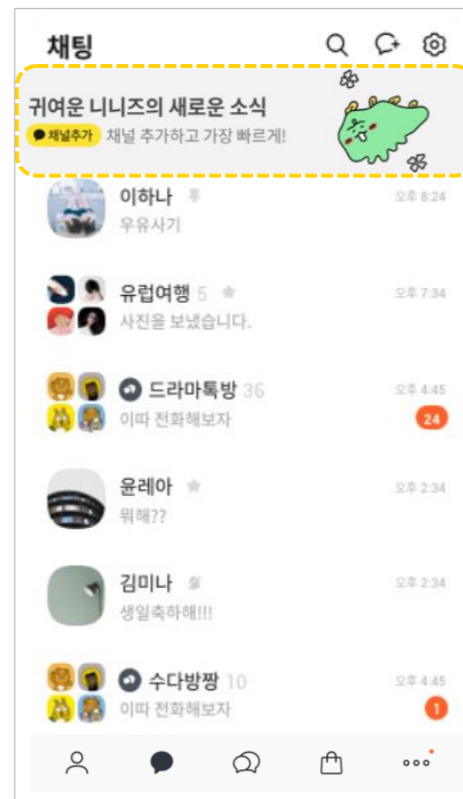 채팅
귀여운 니니즈의 새로운 소식
채널추가 채널 추가하고 가장 빠르게!
이하나 오후 8:24
우유사기
유럽여행 5 오후 7:34
사진을 보냈습니다.
드라마톡방 36 오후 4:45
이따 전화해보자 24
윤레아 오후 2:34
뭐해??
김미나 오후 2:34
생일축하해!!!
수다방짱 10 오후 4:45
이따 전화해보자 1